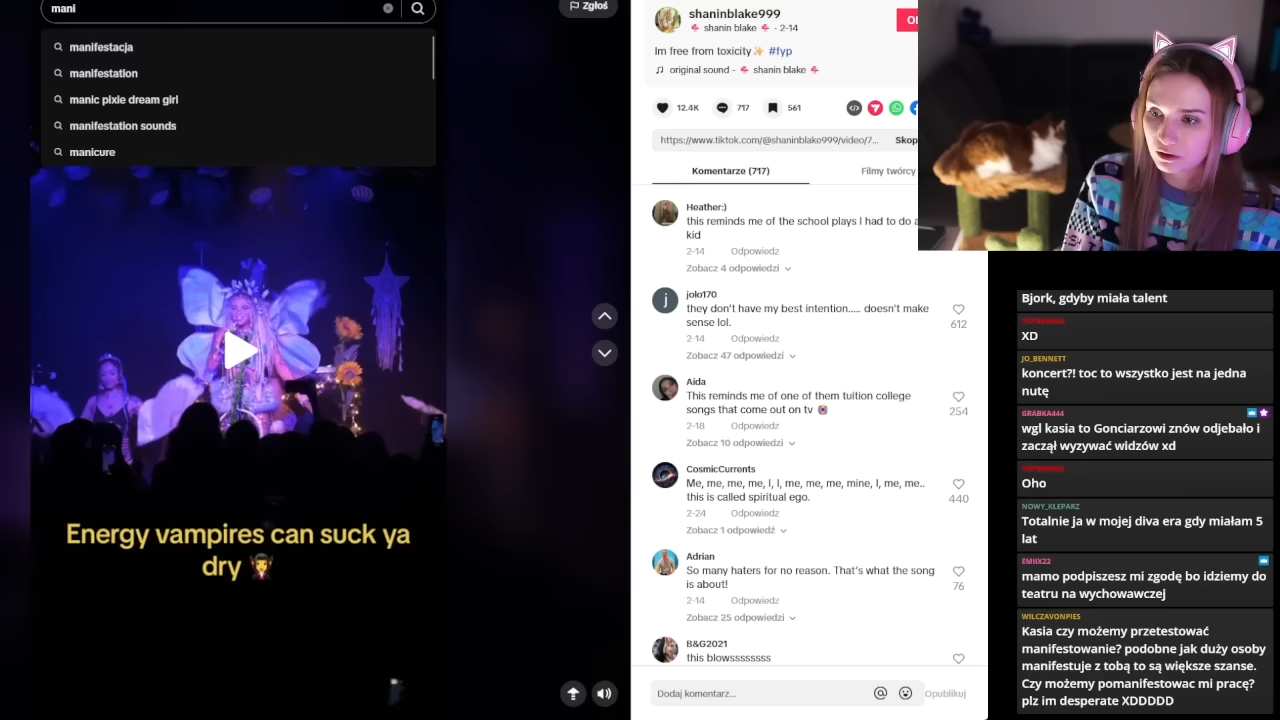 mani
Zgłoś
manifestacja
manifestation
manic pixie dream girl
manifestation sounds
manicure
Energy vampires can suck ya
dry
shaninblake999
shanin blake · 2-14
Im free from toxicity #fyp
original sound - shanin blake
12.4K
717
561
https://www.tiktok.com/@shaninblake999/video/7...
Skop
Komentarze (717)
Filmy twórcy
Heather:)
this reminds me of the school plays I had to do a
kid
2-14 Odpowiedz
Zobacz 4 odpowiedzi
j
jolo170
they don't have my best intention..... doesn't make
sense lol.
612
2-14 Odpowiedz
Zobacz 47 odpowiedzi
Aida
This reminds me of one of them tuition college
songs that come out on tv
254
2-18 Odpowiedz
Zobacz 10 odpowiedzi
CosmicCurrents
Me, me, me, me, I, I, me, me, me, mine, I, me, me..
this is called spiritual ego.
440
2-24 Odpowiedz
Zobacz 1 odpowiedź
Adrian
So many haters for no reason. That's what the song
is about!
76
2-14 Odpowiedz
Zobacz 25 odpowiedzi
B&G2021
this blowssssssss
Dodaj komentarz...
Opublikuj
Bjork, gdyby miała talent
XD
JO_BENNETT
koncert?! toc to wszystko jest na jedna
nutę
GRABKA444
wgl kasia to Gonciarzowi znów odjebało i
zaczął wyzywać widzów xd
Oho
NOWY_KLEPARZ
Totalnie ja w mojej diva era gdy miałam 5
lat
EMIIX22
mamo podpiszesz mi zgodę bo idziemy do
teatru na wychowawczej
WILCZAVONPIES
Kasia czy możemy przetestować
manifestowanie? podobne jak duży osoby
manifestuje z tobą to są większe szanse.
Czy możemy pomanifestowac mi pracę?
plz im desperate XDDDDD